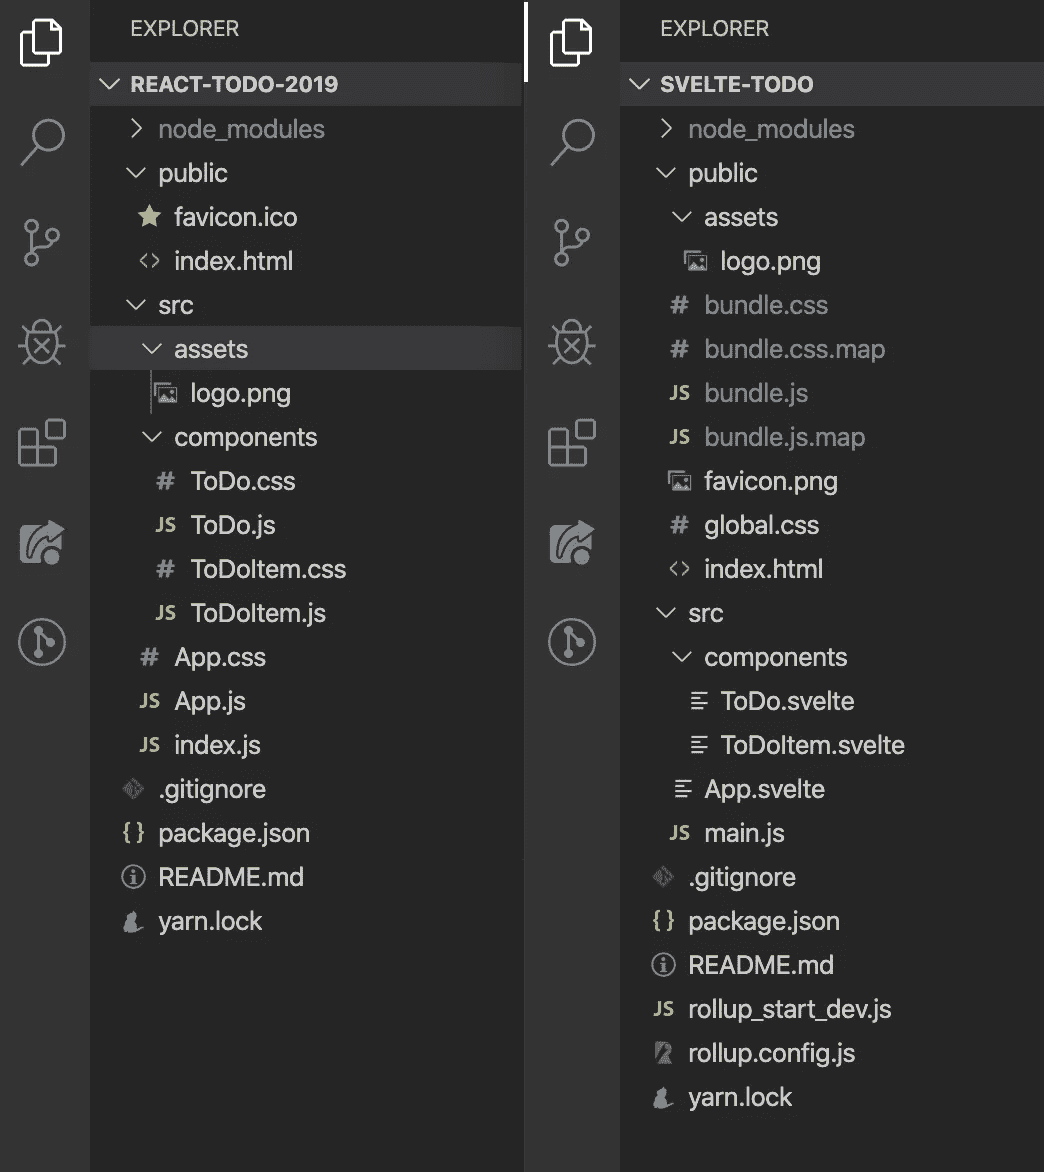 EXPLORER
REACT-TODO-2019
node_modules
public
favicon.ico
<> index.html
src
assets
logo.png
components
# ToDo.css
JS ToDo.js
# ToDoItem.css
JS ToDoItem.js
# App.css
JS App.js
JS index.js
.gitignore
{} package.json
README.md
yarn.lock
EXPLORER
SVELTE-TODO
node_modules
public
assets
logo.png
# bundle.css
# bundle.css.map
JS bundle.js
JS bundle.js.map
favicon.png
# global.css
<> index.html
src
components
ToDo.svelte
ToDoItem.svelte
App.svelte
JS main.js
.gitignore
{} package.json
README.md
JS rollup_start_dev.js
rollup.config.js
yarn.lock